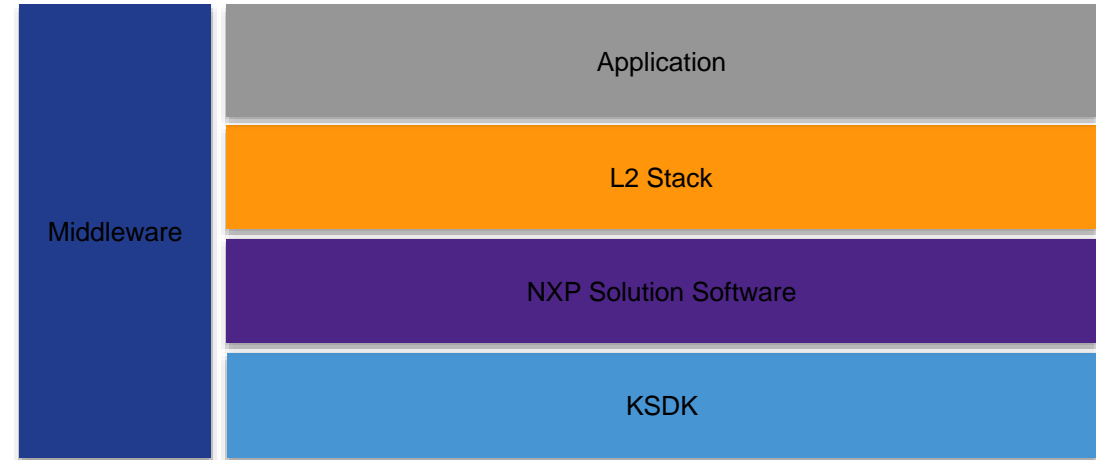 Application
L2 Stack
Middleware
NXP Solution Software
KSDK